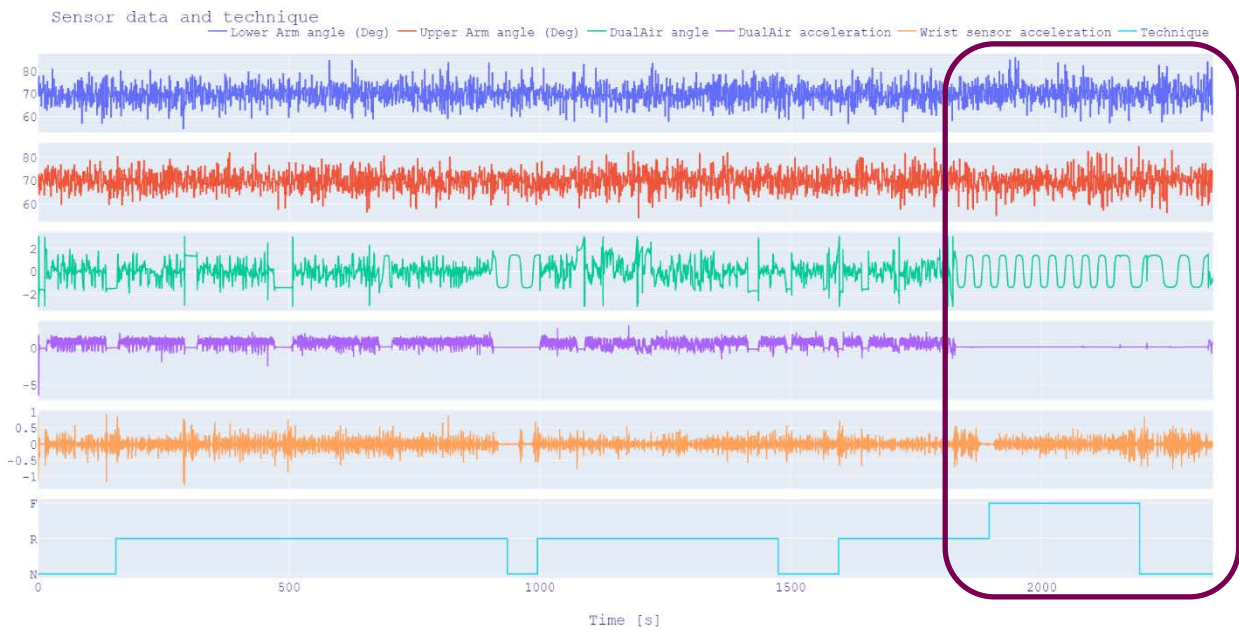 Sensor data and technique
Lower Arm angle (Deg) Upper Arm angle (Deg) DualAir angle DualAir acceleration Wrist sensor acceleration Technique
80
70
60
80
70
60
2
0
−2
0
−5
1
0.5
0
−0.5
−1
F
R
N
0 500 1000 1500 2000
Time [s]